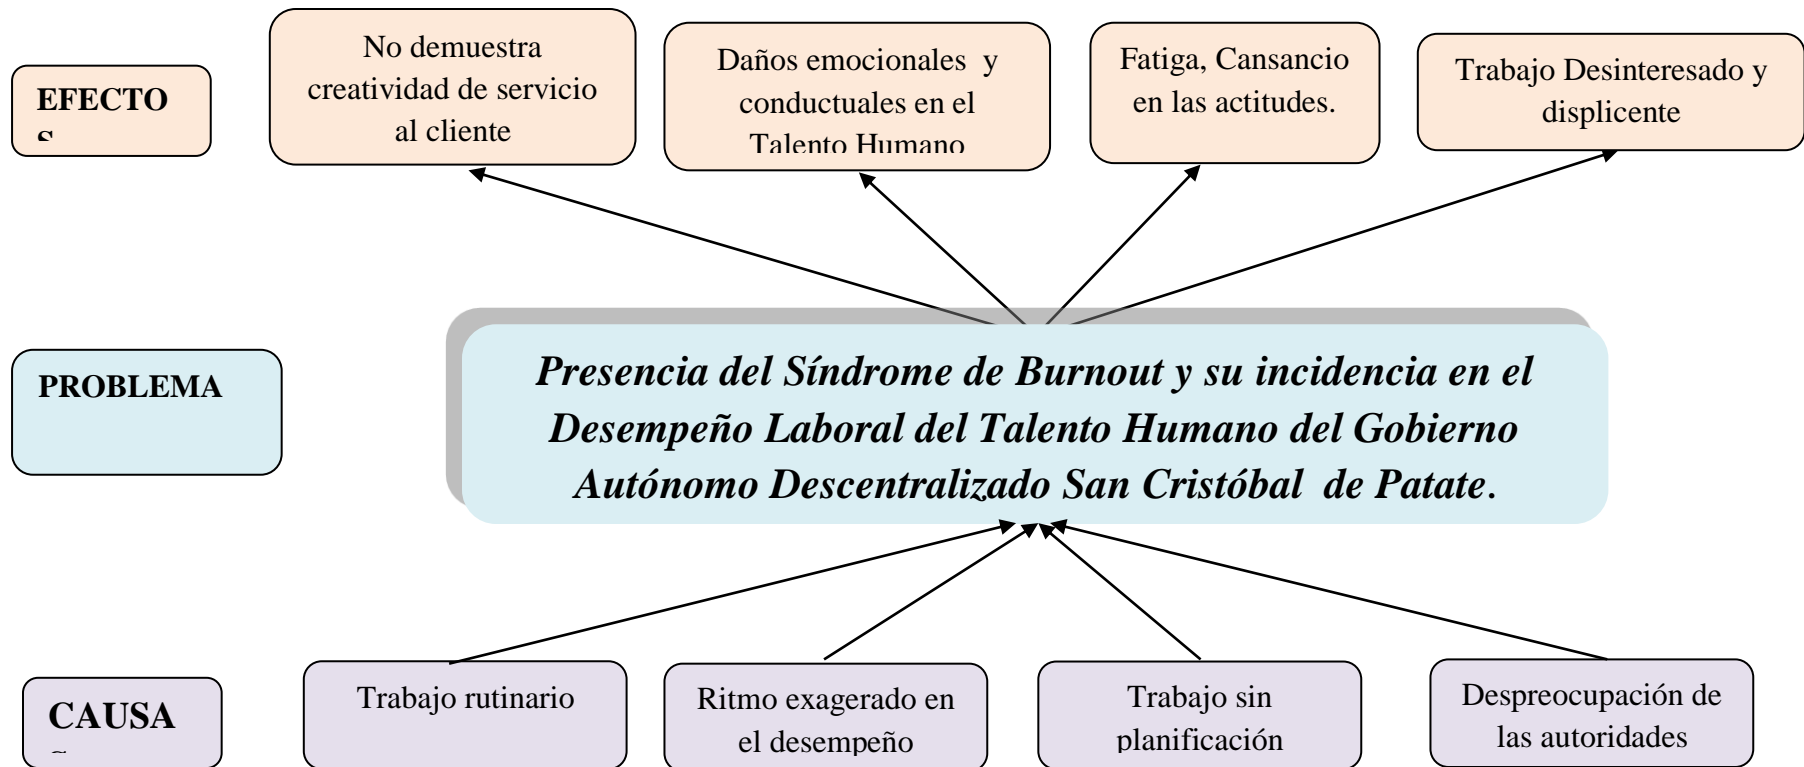 No demuestra
creatividad de servicio
al cliente
Daños emocionales y
conductuales en el
Talento Humano
Fatiga, Cansancio
en las actitudes.
Trabajo Desinteresado y
displicente
EFECTO
S
PROBLEMA
Presencia del Síndrome de Burnout y su incidencia en el
Desempeño Laboral del Talento Humano del Gobierno
Autónomo Descentralizado San Cristóbal de Patate.
CAUSA
S
Trabajo rutinario
Ritmo exagerado en
el desempeño
Trabajo sin
planificación
Despreocupación de
las autoridades